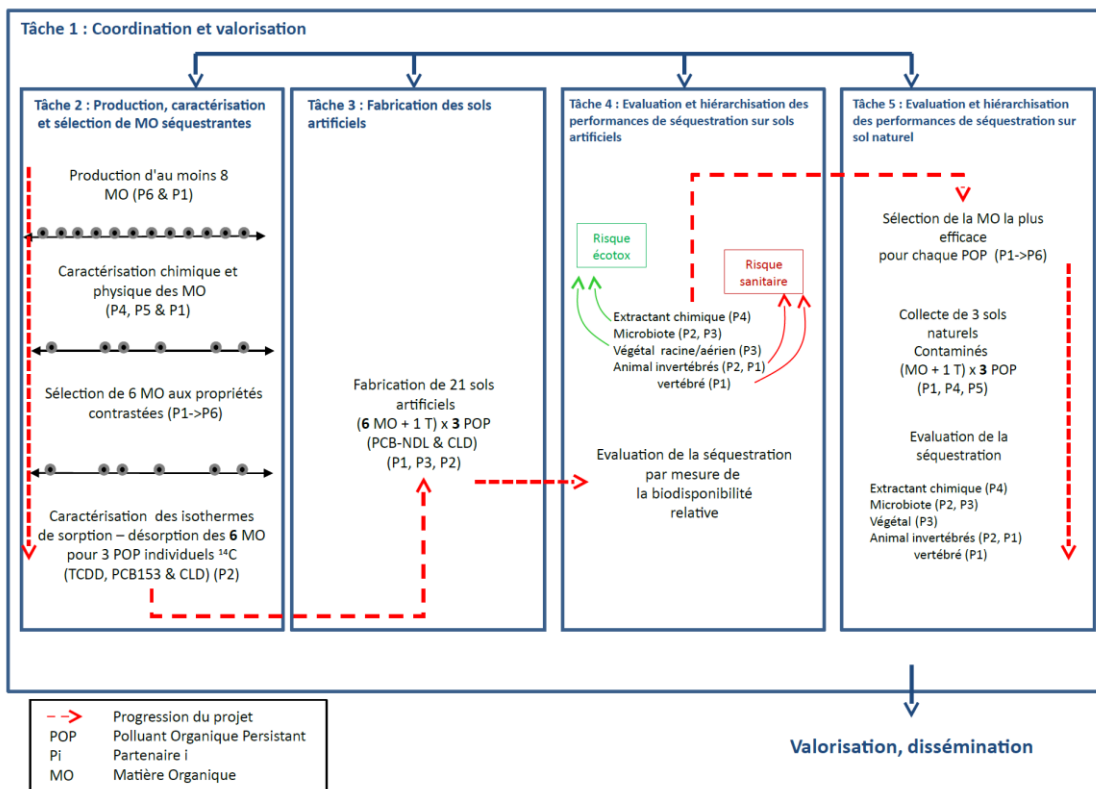 Tâche 1 : Coordination et valorisation
Tâche 2 : Production, caractérisation
et sélection de MO séquestrantes
Production d'au moins 8
MO (P6 & P1)
Caractérisation chimique et
physique des MO
(P4, P5 & P1)
Sélection de 6 MO aux propriétés
contrastées (P1->P6)
Caractérisation des isothermes
de sorption – désorption des 6 MO
pour 3 POP individuels ¹⁴C
(TCDD, PCB153 & CLD) (P2)
Tâche 3 : Fabrication des sols
artificiels
Fabrication de 21 sols
artificiels
(6 MO + 1 T) x 3 POP
(PCB-NDL & CLD)
(P1, P3, P2)
Tâche 4 : Evaluation et hiérarchisation des
performances de séquestration sur sols
artificiels
Risque
écotox
Risque
sanitaire
Extractant chimique (P4)
Microbiote (P2, P3)
Végétal racine/aérien (P3)
Animal invertébrés (P2, P1)
vertébré (P1)
Evaluation de la séquestration
par mesure de
la biodisponibilité
relative
Tâche 5 : Evaluation et hiérarchisation
des performances de séquestration sur
sol naturel
Sélection de la MO la plus
efficace
pour chaque POP (P1->P6)
Collecte de 3 sols
naturels
Contaminés
(MO + 1 T) x 3 POP
(P1, P4, P5)
Evaluation de la
séquestration
Extractant chimique (P4)
Microbiote (P2, P3)
Végétal (P3)
Animal invertébrés (P2, P1)
vertébré (P1)
Progression du projet
POP Polluant Organique Persistant
Pi Partenaire i
MO Matière Organique
Valorisation, dissémination